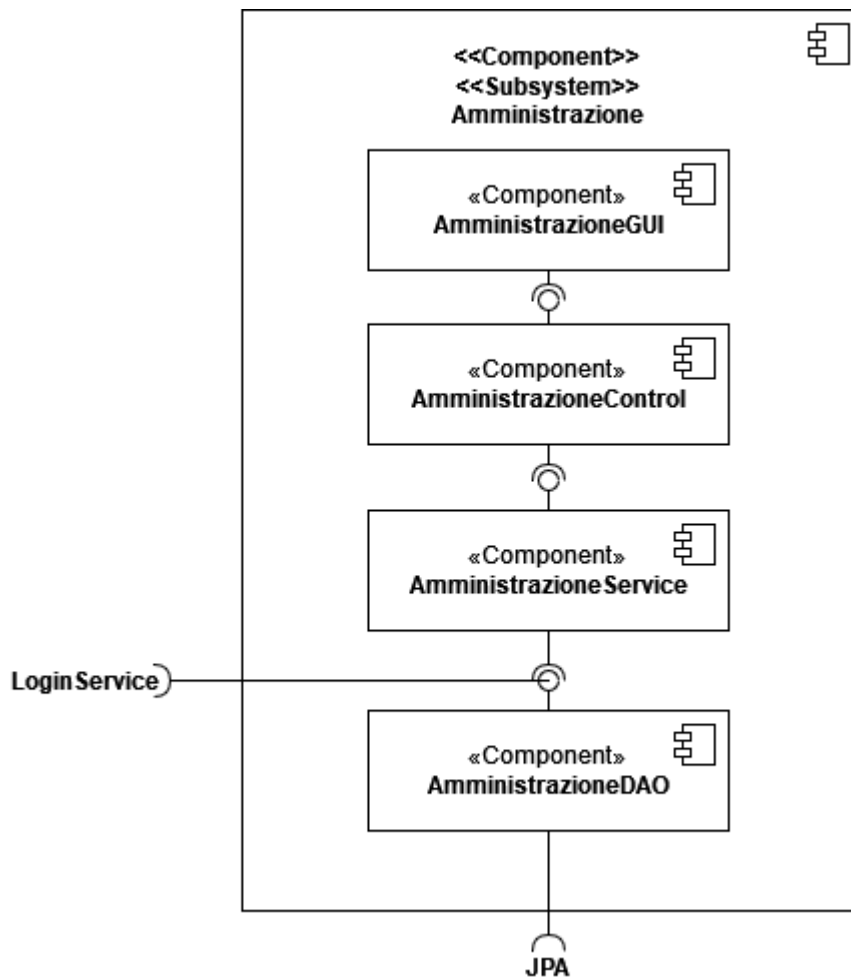 <<Component>>
<<Subsystem>>
Amministrazione
«Component»
AmministrazioneGUI
«Component»
AmministrazioneControl
«Component»
AmministrazioneService
LoginService
«Component»
AmministrazioneDAO
JPA